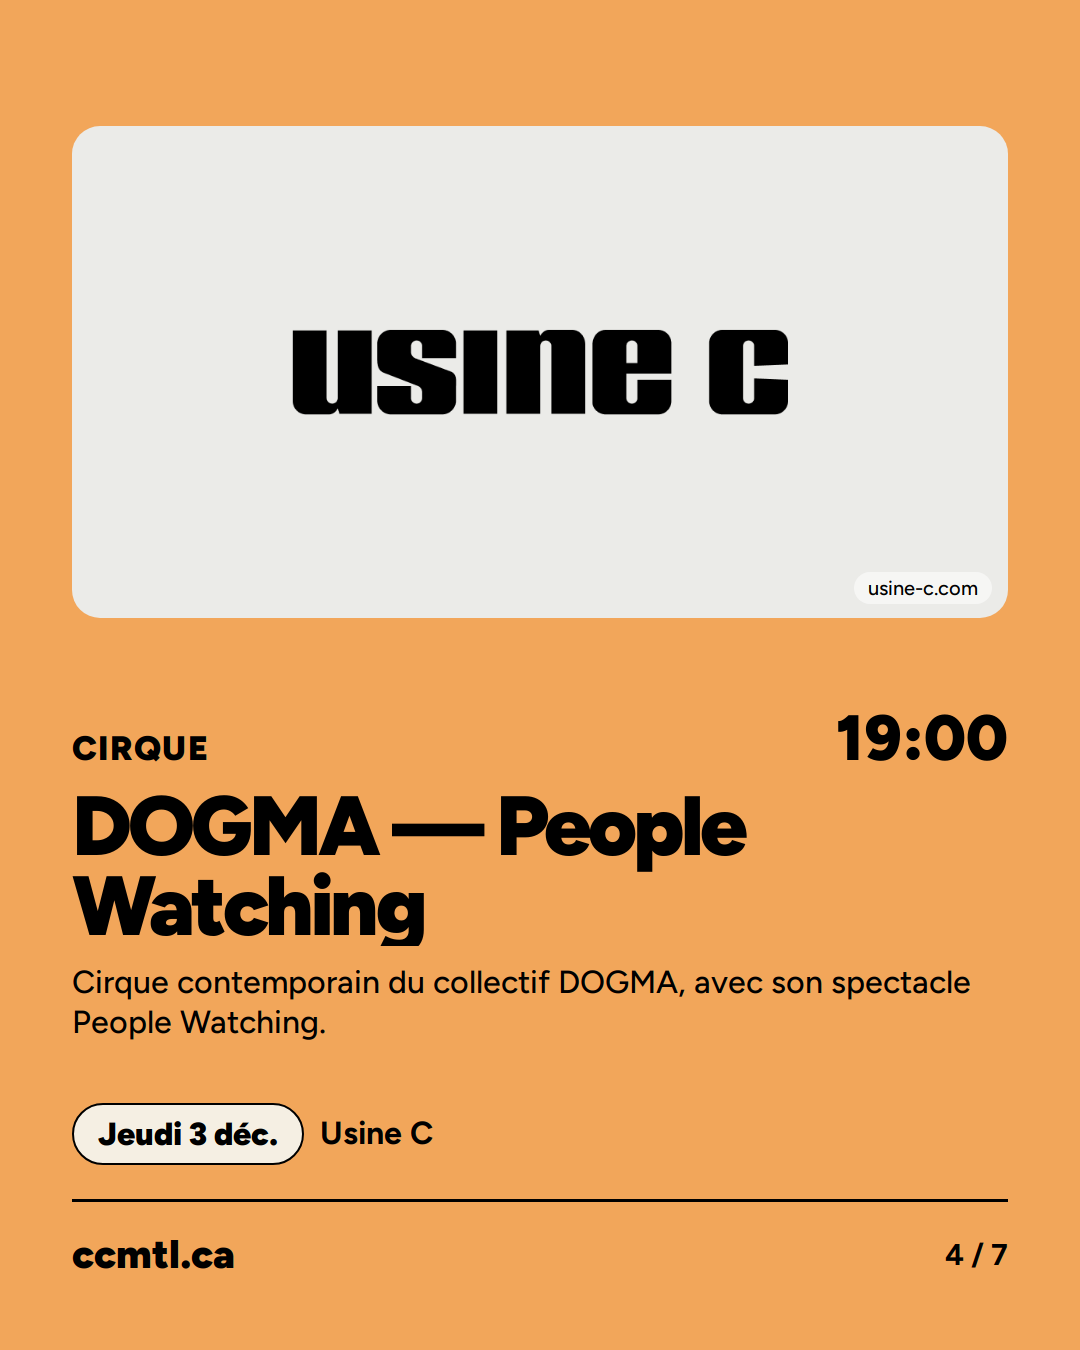 usine c
usine-c.com
CIRQUE
19:00
DOGMA — People
Watching
Cirque contemporain du collectif DOGMA, avec son spectacle
People Watching.
Jeudi 3 déc.
Usine C
ccmtl.ca
4 / 7